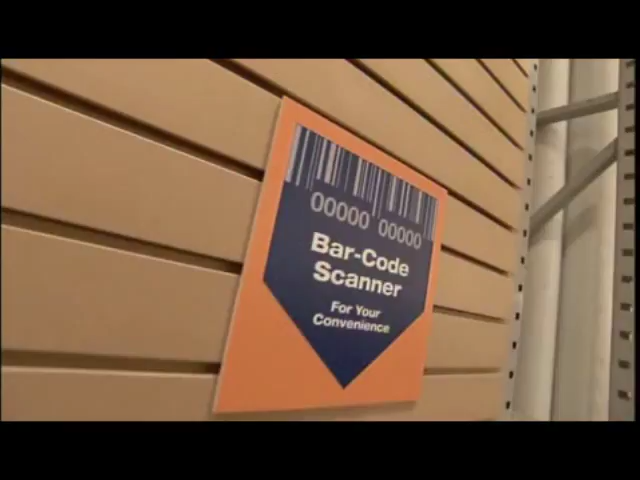 00000 00000
Bar-Code
Scanner
For Your
Convenience